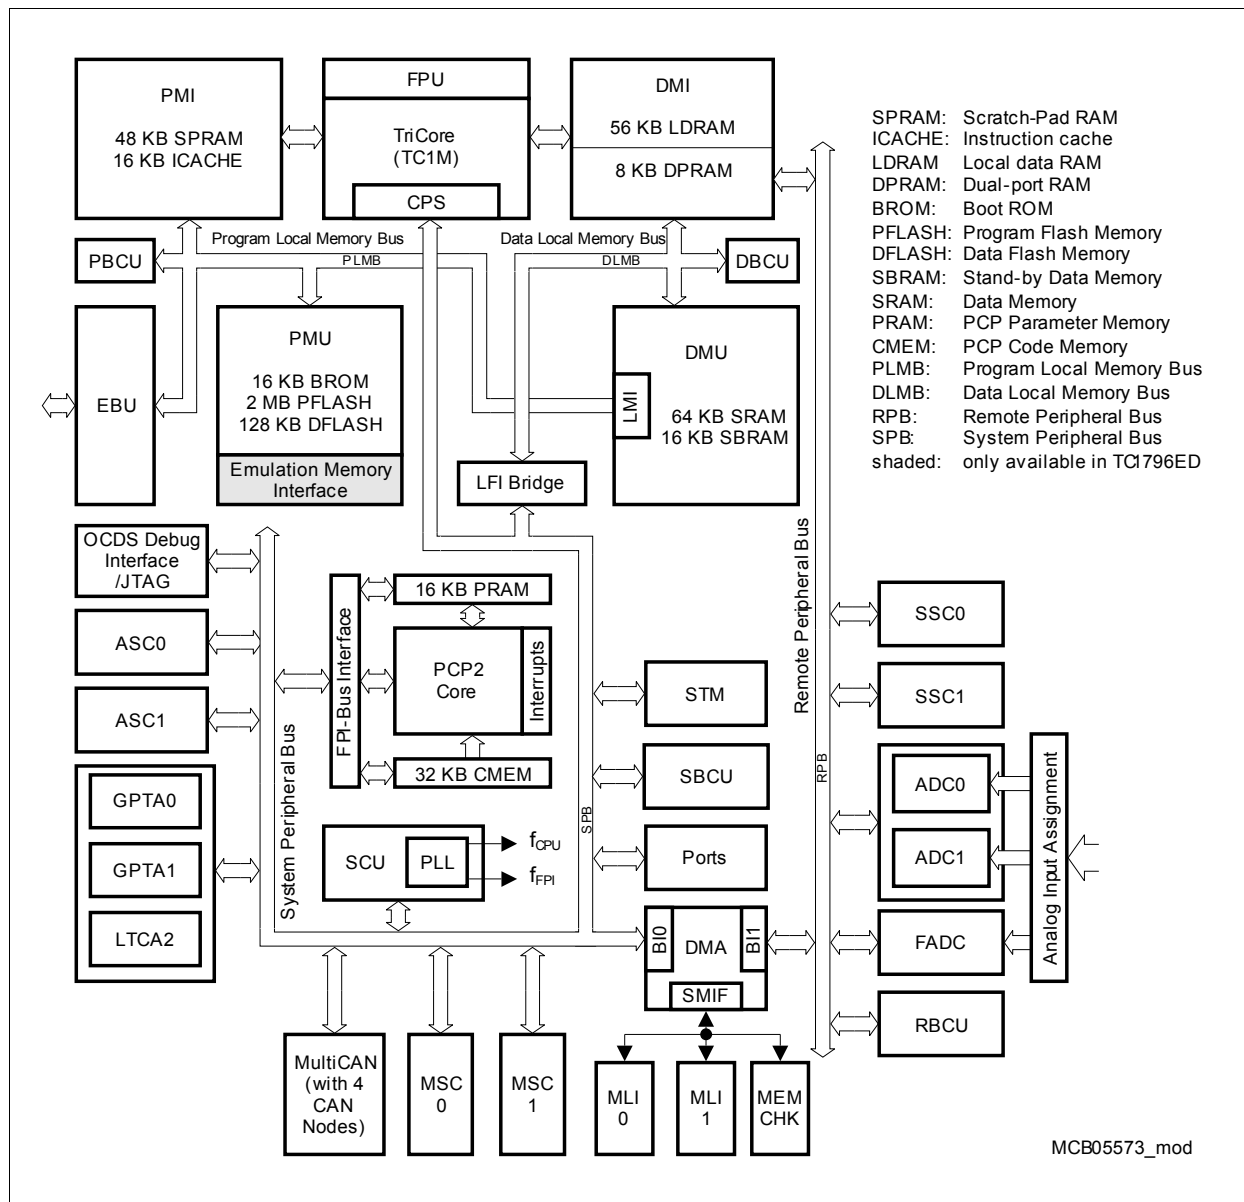 PMI
48 KB SPRAM
16 KB ICACHE
FPU
TriCore
(TC1M)
CPS
DMI
56 KB LDRAM
8 KB DPRAM
SPRAM: Scratch-Pad RAM
ICACHE: Instruction cache
LDRAM Local data RAM
DPRAM: Dual-port RAM
BROM: Boot ROM
PFLASH: Program Flash Memory
DFLASH: Data Flash Memory
SBRAM: Stand-by Data Memory
SRAM: Data Memory
PRAM: PCP Parameter Memory
CMEM: PCP Code Memory
PLMB: Program Local Memory Bus
DLMB: Data Local Memory Bus
RPB: Remote Peripheral Bus
SPB: System Peripheral Bus
shaded: only available in TC1796ED
Program Local Memory Bus
PLMB
Data Local Memory Bus
DLMB
PBCU
DBCU
EBU
PMU
16 KB BROM
2 MB PFLASH
128 KB DFLASH
Emulation Memory
Interface
DMU
LMI
64 KB SRAM
16 KB SBRAM
LFI Bridge
OCDS Debug
Interface
/JTAG
ASC0
ASC1
GPTA0
GPTA1
LTCA2
System Peripheral Bus
FPI-Bus Interface
16 KB PRAM
PCP2
Core
Interrupts
32 KB CMEM
SCU
PLL
fCPU
fFPI
SPB
STM
SBCU
Ports
BI0
DMA
BI1
SMIF
Remote Peripheral Bus
RPB
SSC0
SSC1
ADC0
ADC1
FADC
RBCU
Analog Input Assignment
MultiCAN
(with 4
CAN
Nodes)
MSC
0
MSC
1
MLI
0
MLI
1
MEM
CHK
MCB05573_mod